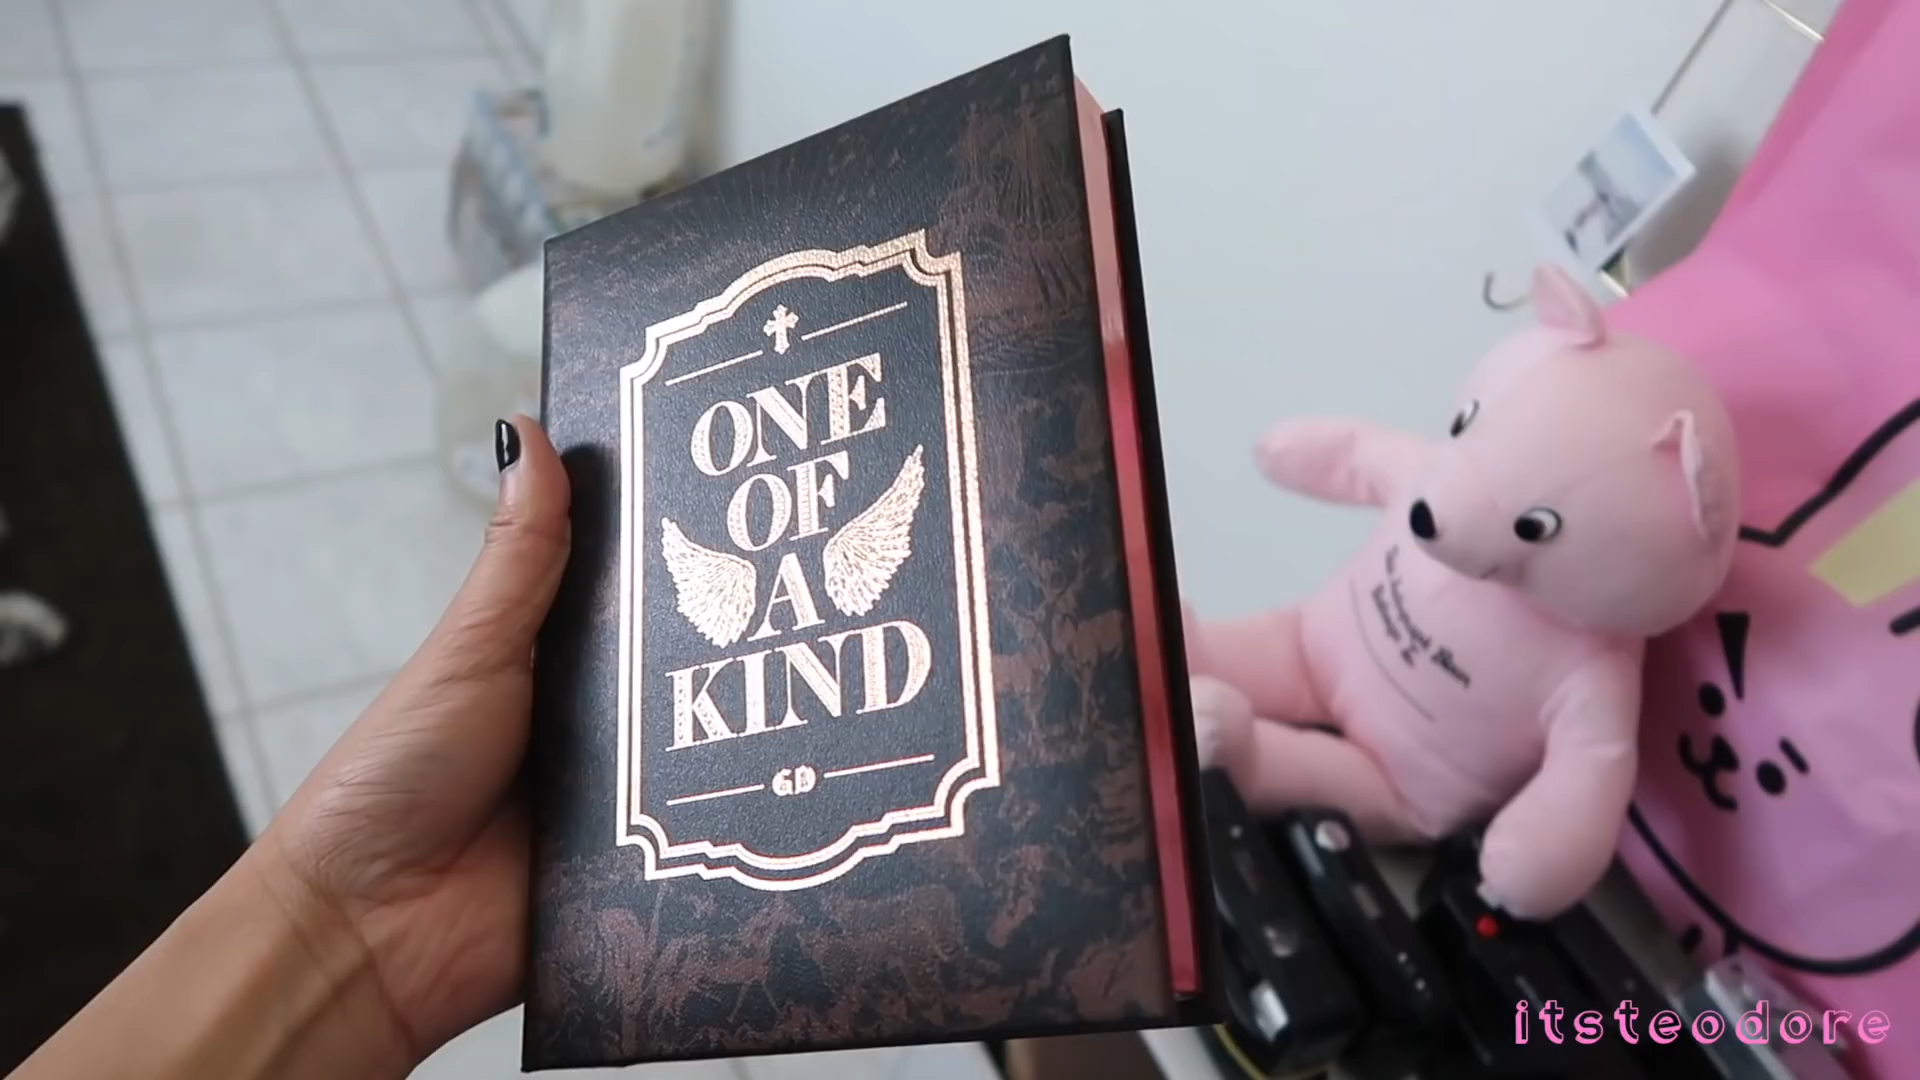 ONE
OF
A
KIND
GD
itsteodore